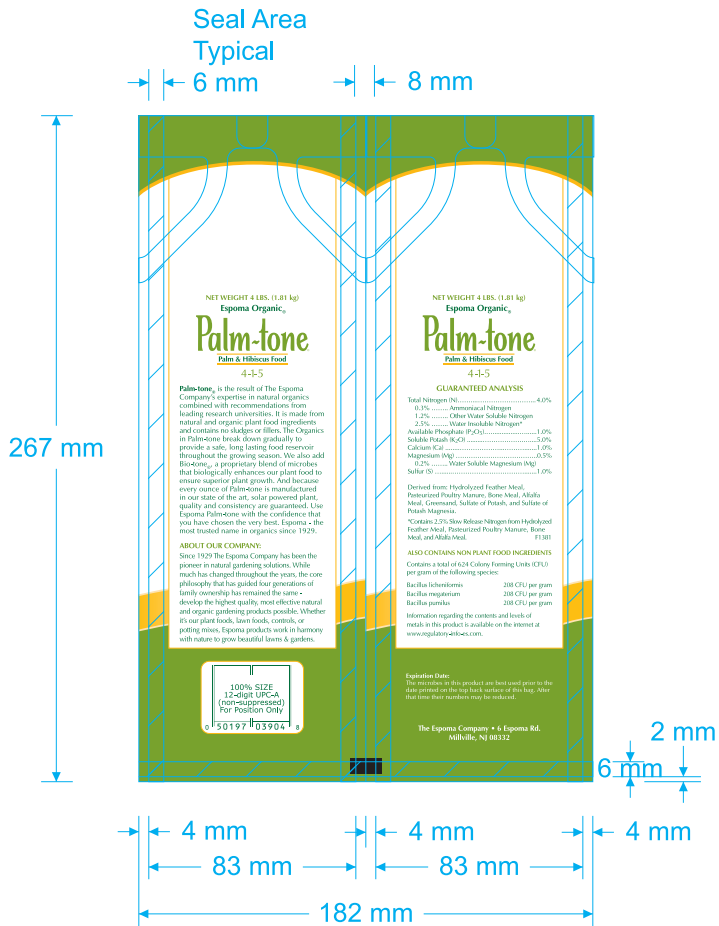 Seal Area
Typical
6 mm
8 mm
267 mm
NET WEIGHT 4 LBS. (1.81 kg)
Espoma Organic®
Palm-tone
Palm & Hibiscus Food
4-1-5
Palm-tone® is the result of The Espoma
Company's expertise in natural organics
combined with recommendations from
leading research universities. It is made from
natural and organic plant food ingredients
and contains no sludges or fillers. The Organics
in Palm-tone break down gradually to
provide a safe, long lasting food reservoir
throughout the growing season. We also add
Bio-tone®, a proprietary blend of microbes
that biologically enhances our plant food to
ensure superior plant growth. And because
every ounce of Palm-tone is manufactured
in our state of the art, solar powered plant,
quality and consistency are guaranteed. Use
Espoma Palm-tone with the confidence that
you have chosen the very best. Espoma - the
most trusted name in organics since 1929.
ABOUT OUR COMPANY:
Since 1929 The Espoma Company has been the
pioneer in natural gardening solutions. While
much has changed throughout the years, the core
philosophy that has guided four generations of
family ownership has remained the same -
develop the highest quality, most effective natural
and organic gardening products possible. Whether
it's our plant foods, lawn foods, controls, or
potting mixes, Espoma products work in harmony
with nature to grow beautiful lawns & gardens.
100% SIZE
12-digit UPC-A
(non-suppressed)
For Position Only
0 50197 03904 8
NET WEIGHT 4 LBS. (1.81 kg)
Espoma Organic®
Palm-tone
Palm & Hibiscus Food
4-1-5
GUARANTEED ANALYSIS
Total Nitrogen (N)..........4.0%
0.3% ......... Ammoniacal Nitrogen
1.2% ......... Other Water Soluble Nitrogen
2.5% ......... Water Insoluble Nitrogen*
Available Phosphate (P₂O₅)..........1.0%
Soluble Potash (K₂O)..........5.0%
Calcium (Ca)..........1.0%
Magnesium (Mg)..........0.5%
0.2% ......... Water Soluble Magnesium (Mg)
Sulfur (S)..........1.0%
Derived from: Hydrolyzed Feather Meal,
Pasteurized Poultry Manure, Bone Meal, Alfalfa
Meal, Greensand, Sulfate of Potash, and Sulfate of
Potash Magnesia.
*Contains 2.5% Slow Release Nitrogen from Hydrolyzed
Feather Meal, Pasteurized Poultry Manure, Bone
Meal, and Alfalfa Meal. F1381
ALSO CONTAINS NON PLANT FOOD INGREDIENTS
Contains a total of 624 Colony Forming Units (CFU)
per gram of the following species:
Bacillus licheniformis 208 CFU per gram
Bacillus megaterium 208 CFU per gram
Bacillus pumilus 208 CFU per gram
Information regarding the contents and levels of
metals in this product is available on the internet at
www.regulatory-info-es.com.
Expiration Date:
The microbes in this product are best used prior to the
date printed on the top back surface of this bag. After
that time their numbers may be reduced.
The Espoma Company • 6 Espoma Rd.
Millville, NJ 08332
2 mm
6 mm
4 mm
4 mm
4 mm
83 mm
83 mm
182 mm